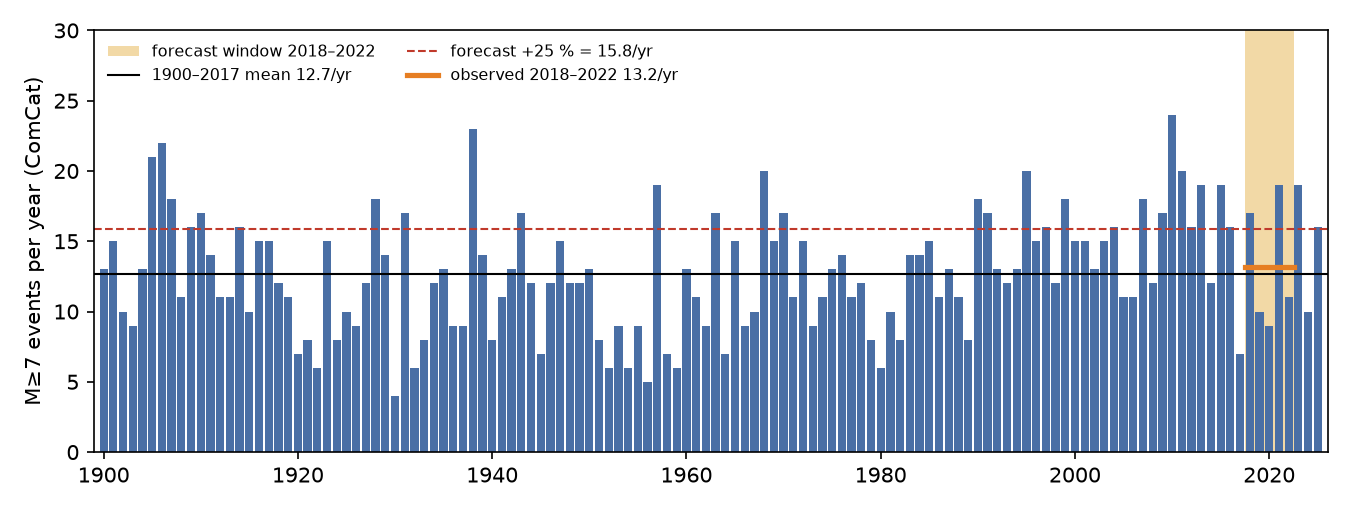 30
25
20
15
10
5
0
M≥7 events per year (ComCat)
forecast window 2018–2022
1900–2017 mean 12.7/yr
forecast +25 % = 15.8/yr
observed 2018–2022 13.2/yr
1900 1920 1940 1960 1980 2000 2020